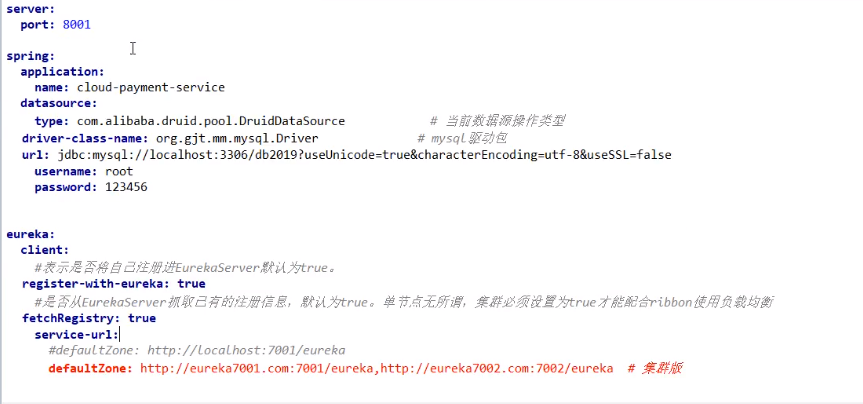 server:
port: 8001
spring:
application:
name: cloud-payment-service
datasource:
type: com.alibaba.druid.pool.DruidDataSource # 当前数据源操作类型
driver-class-name: org.gjt.mm.mysql.Driver # mysql驱动包
url: jdbc:mysql://localhost:3306/db2019?useUnicode=true&characterEncoding=utf-8&useSSL=false
username: root
password: 123456
eureka:
client:
#表示是否将自己注册进EurekaServer默认为true。
register-with-eureka: true
#是否从EurekaServer抓取已有的注册信息，默认为true。单节点无所谓，集群必须设置为true才能配合ribbon使用负载均衡
fetchRegistry: true
service-url:
#defaultZone: http://localhost:7001/eureka
defaultZone: http://eureka7001.com:7001/eureka,http://eureka7002.com:7002/eureka # 集群版